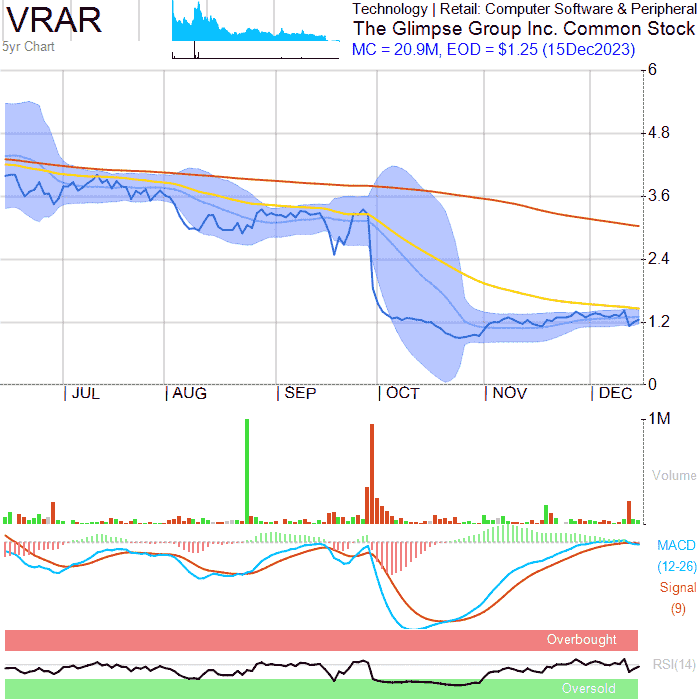 VRAR
5yr Chart
Technology | Retail: Computer Software & Peripheral
The Glimpse Group Inc. Common Stock
MC = 20.9M, EOD = $1.25 (15Dec2023)
6
4.8
3.6
2.4
1.2
0
JUL AUG SEP OCT NOV DEC
1M
Volume
MACD
(12-26)
Signal
(9)
Overbought
RSI(14)
Oversold